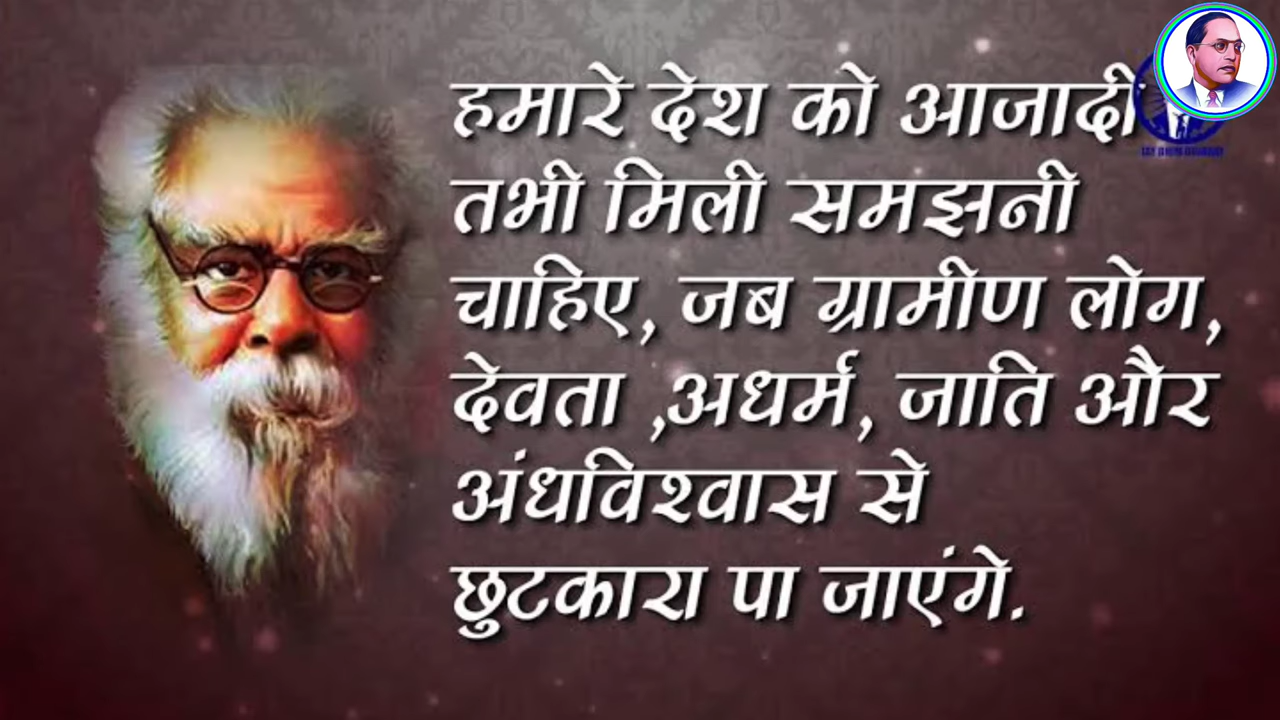 हमारे देश को आजादी
तभी मिली समझनी
चाहिए, जब ग्रामीण लोग,
देवता ,अधर्म, जाति और
अंधविश्वास से
छुटकारा पा जाएंगे.